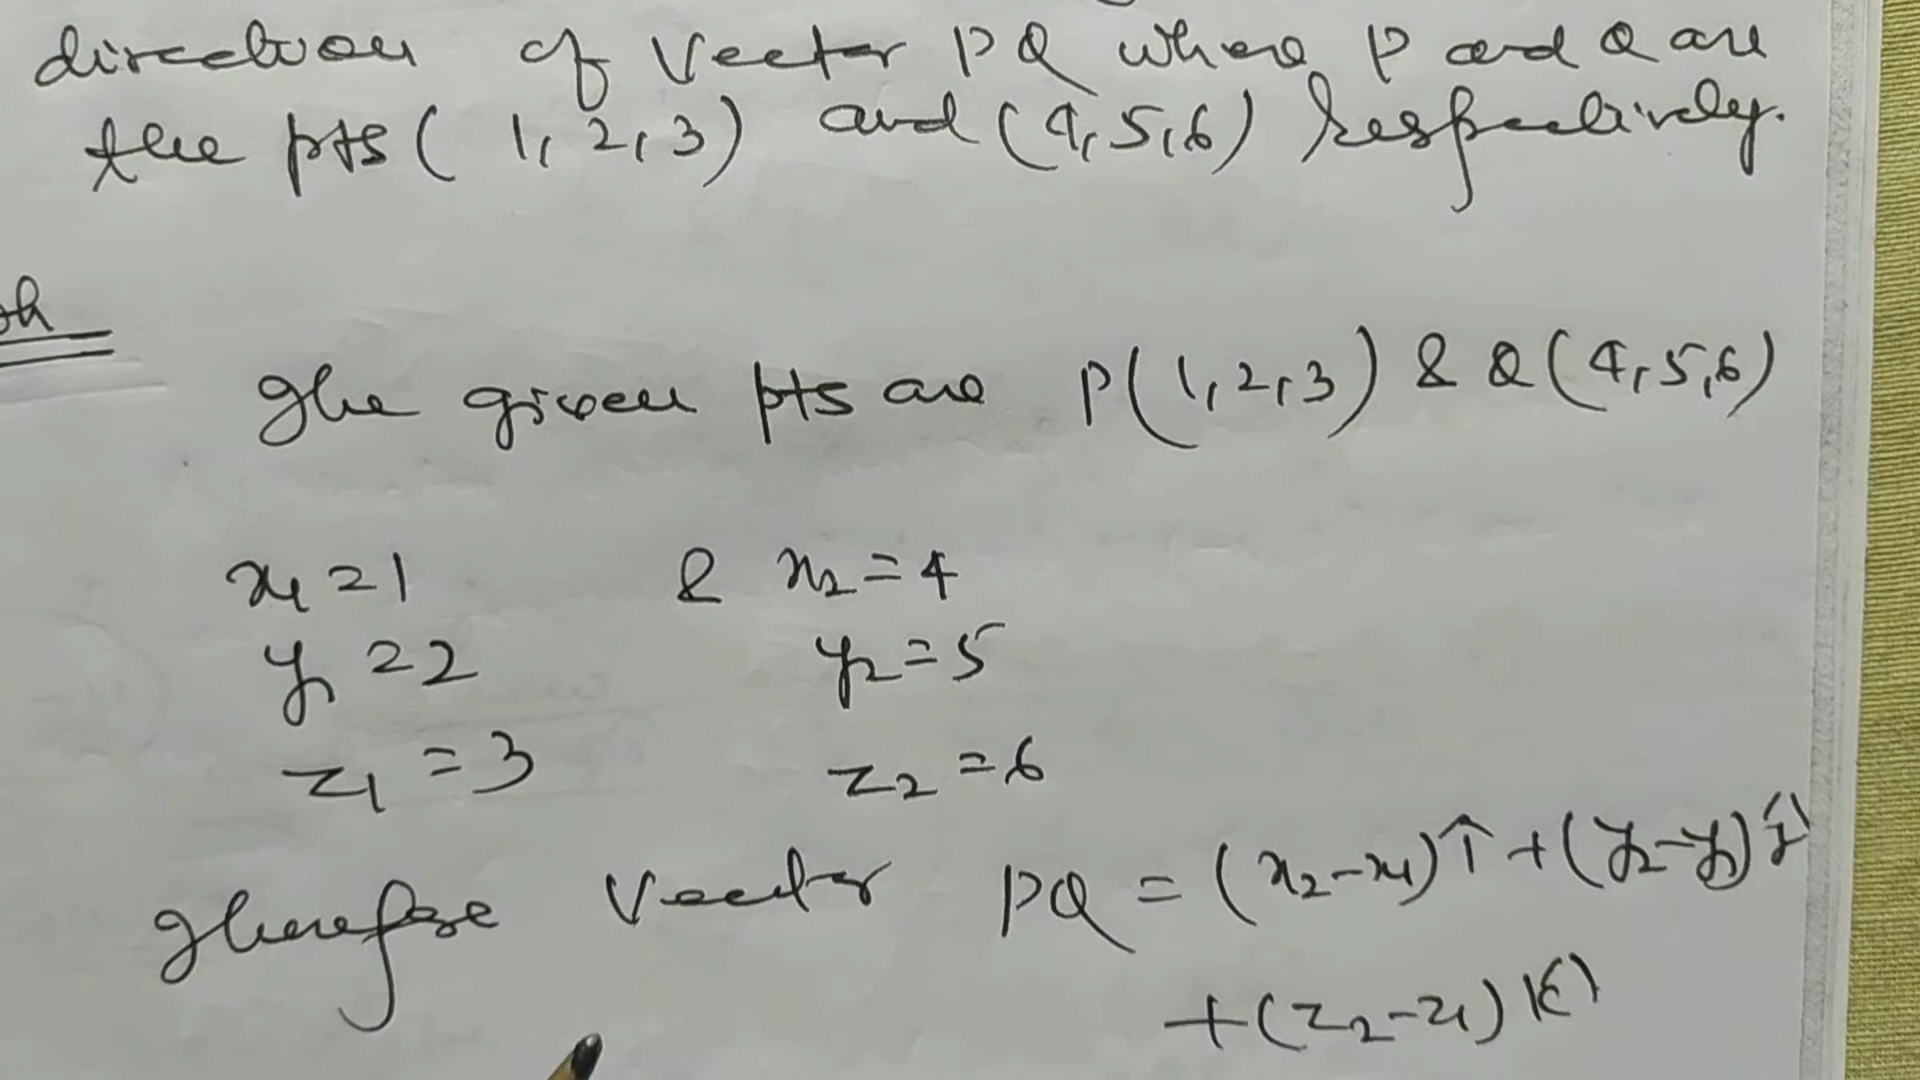 direction of Vector PQ where P and Q are
the pts (1, 2, 3) and (4, 5, 6) respectively.
The given pts are P(1, 2, 3) & Q(4, 5, 6)
x₁ = 1 & x₂ = 4
y₁ = 2 y₂ = 5
z₁ = 3 z₂ = 6
Therefore Vector PQ = (x₂-x₁)î + (y₂-y₁)ĵ
+(z₂-z₁)k̂